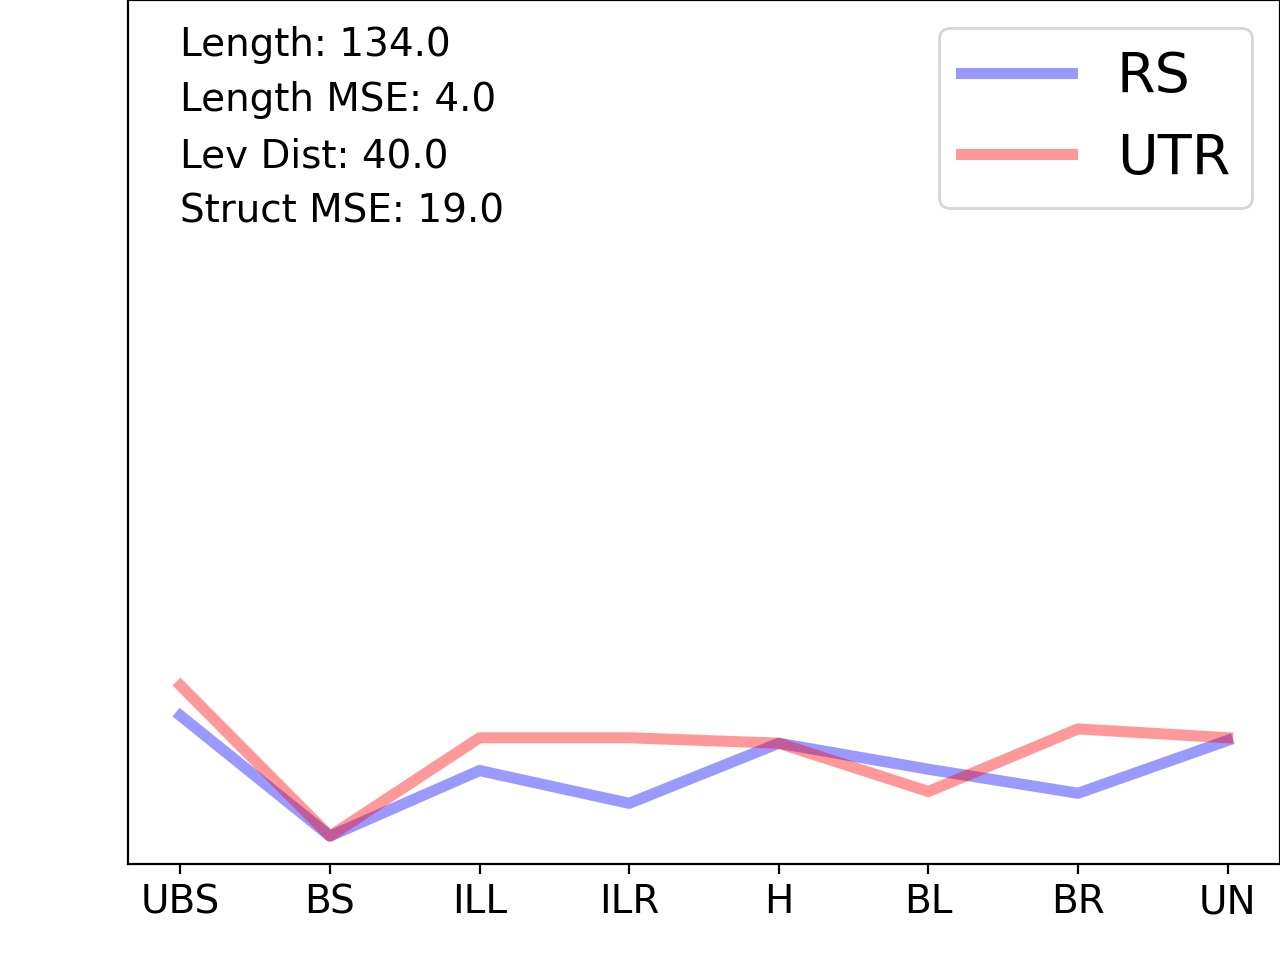 Length: 134.0
Length MSE: 4.0
Lev Dist: 40.0
Struct MSE: 19.0
RS
UTR
UBS BS ILL ILR H BL BR UN